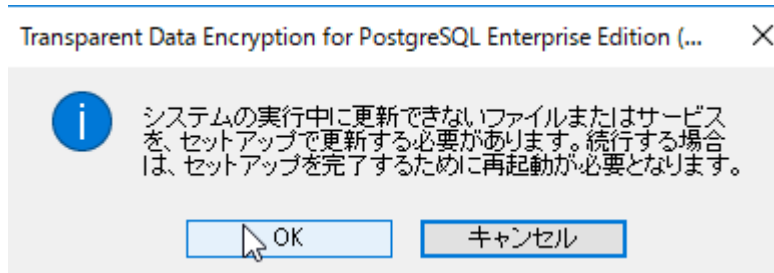 Transparent Data Encryption for PostgreSQL Enterprise Edition (...
システムの実行中に更新できないファイルまたはサービス
を、セットアップで更新する必要があります。続行する場合
は、セットアップを完了するために再起動が必要となります。
OK キャンセル